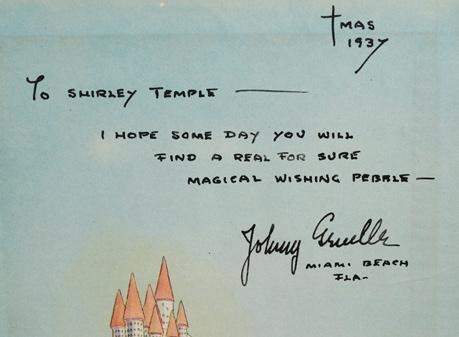 †MAS
1937
To SHIRLEY TEMPLE —
I HOPE SOME DAY YOU WILL
FIND A REAL FOR SURE
MAGICAL WISHING PEBBLE —
Johnny Gruelle
MIAMI BEACH
FLA-